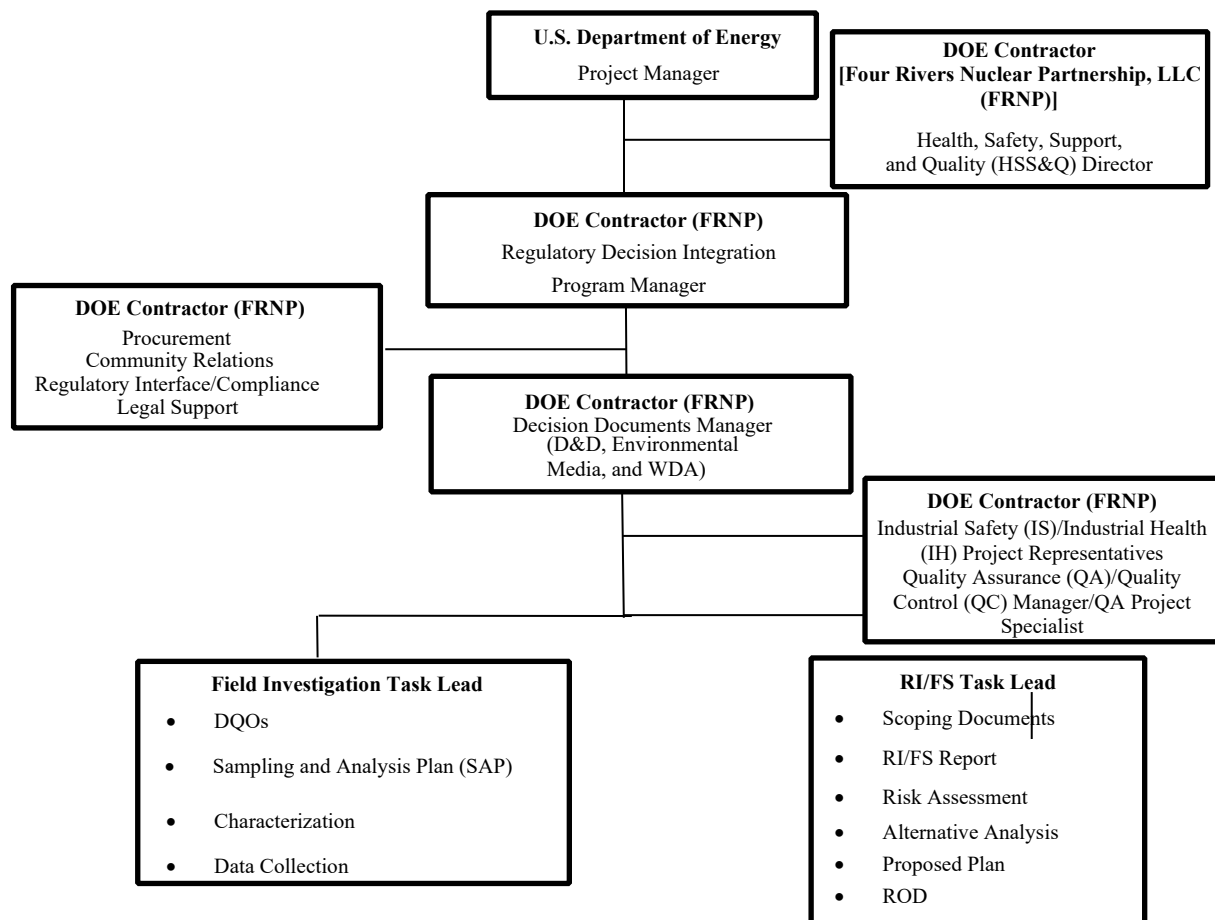 U.S. Department of Energy
Project Manager
DOE Contractor
[Four Rivers Nuclear Partnership, LLC
(FRNP)]
Health, Safety, Support,
and Quality (HSS&Q) Director
DOE Contractor (FRNP)
Regulatory Decision Integration
Program Manager
DOE Contractor (FRNP)
Procurement
Community Relations
Regulatory Interface/Compliance
Legal Support
DOE Contractor (FRNP)
Decision Documents Manager
(D&D, Environmental
Media, and WDA)
DOE Contractor (FRNP)
Industrial Safety (IS)/Industrial Health
(IH) Project Representatives
Quality Assurance (QA)/Quality
Control (QC) Manager/QA Project
Specialist
Field Investigation Task Lead
• DQOs
• Sampling and Analysis Plan (SAP)
• Characterization
• Data Collection
RI/FS Task Lead
• Scoping Documents
• RI/FS Report
• Risk Assessment
• Alternative Analysis
• Proposed Plan
• ROD